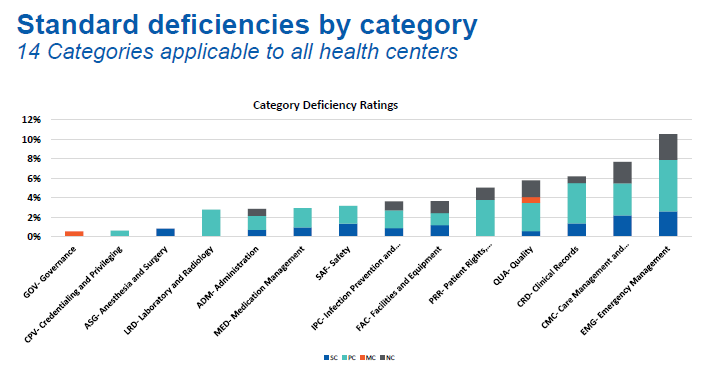 Standard deficiencies by category
14 Categories applicable to all health centers
Category Deficiency Ratings
12%
10%
8%
6%
4%
2%
0%
GOV- Governance
CPV- Credentialing and Privileging
ASG- Anesthesia and Surgery
LRD- Laboratory and Radiology
ADM- Administration
MED- Medication Management
SAF- Safety
IPC- Infection Prevention and...
FAC- Facilities and Equipment
PRR- Patient Rights,...
QUA- Quality
CRD- Clinical Records
CMC- Care Management and...
EMG- Emergency Management
SC PC MC NC